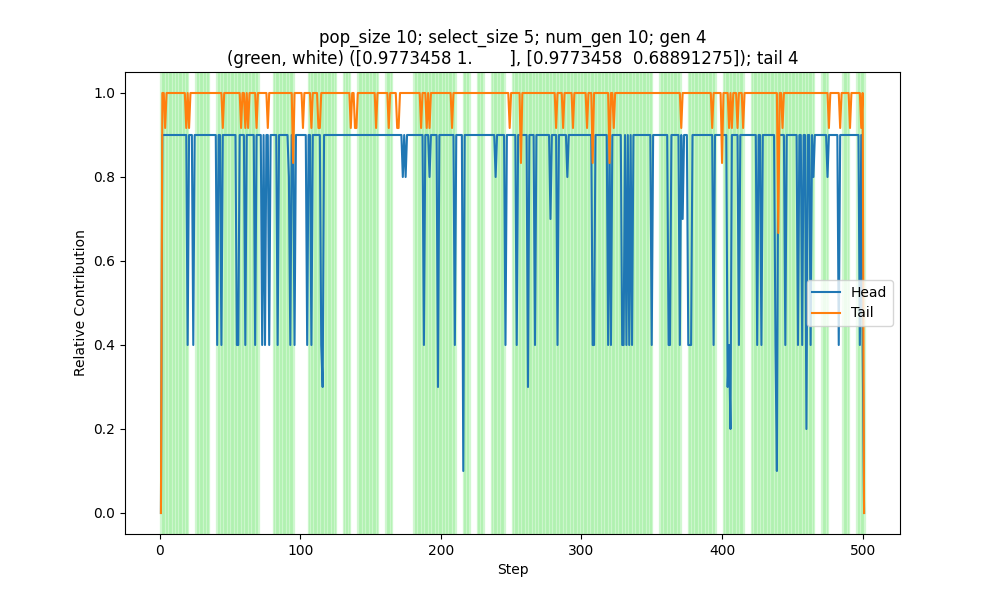 pop_size 10; select_size 5; num_gen 10; gen 4
(green, white) ([0.9773458 1.       ], [0.9773458  0.68891275]); tail 4
Relative Contribution
1.0
0.8
0.6
0.4
0.2
0.0
Head
Tail
0 100 200 300 400 500
Step